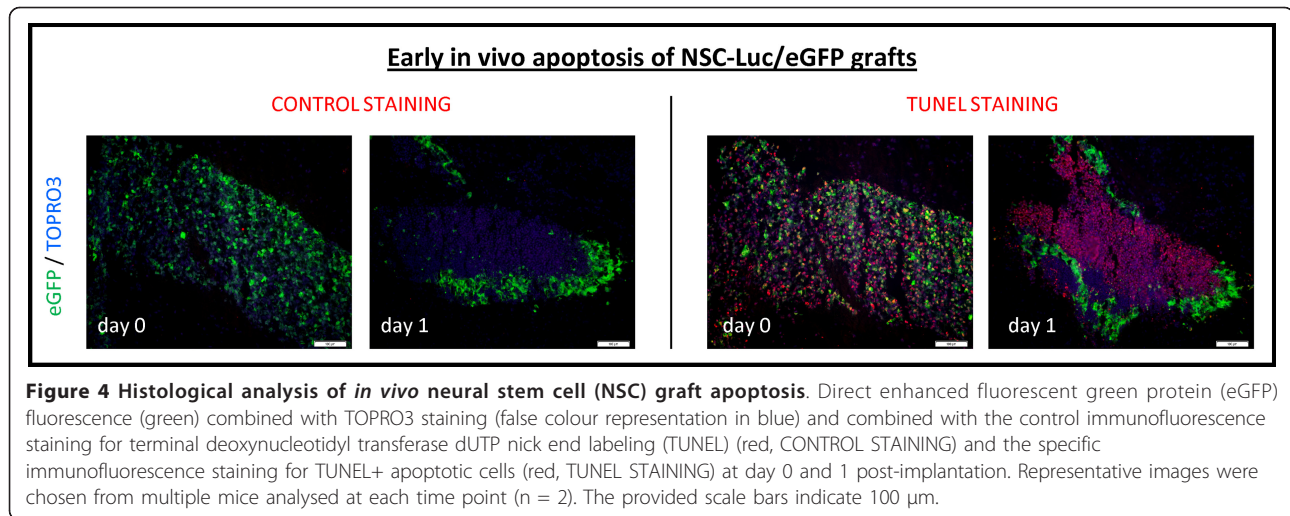 Early in vivo apoptosis of NSC-Luc/eGFP grafts
CONTROL STAINING
TUNEL STAINING
eGFP / TOPRO3
day 0
day 1
day 0
day 1
Figure 4 Histological analysis of in vivo neural stem cell (NSC) graft apoptosis. Direct enhanced fluorescent green protein (eGFP)
fluorescence (green) combined with TOPRO3 staining (false colour representation in blue) and combined with the control immunofluorescence
staining for terminal deoxynucleotidyl transferase dUTP nick end labeling (TUNEL) (red, CONTROL STAINING) and the specific
immunofluorescence staining for TUNEL+ apoptotic cells (red, TUNEL STAINING) at day 0 and 1 post-implantation. Representative images were
chosen from multiple mice analysed at each time point (n = 2). The provided scale bars indicate 100 μm.